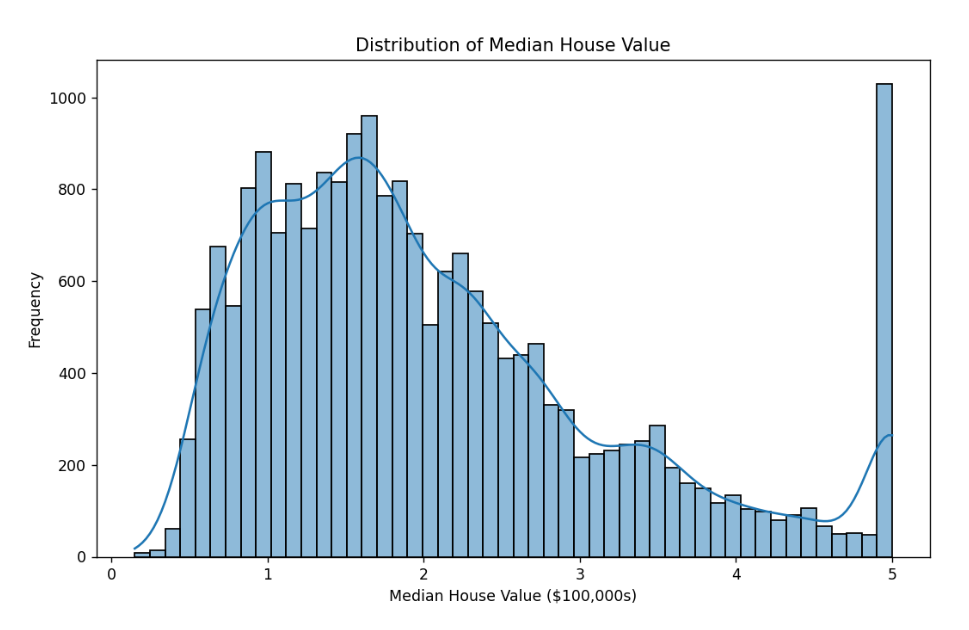 Distribution of Median House Value
1000
800
600
400
200
0
Frequency
0 1 2 3 4 5
Median House Value ($100,000s)